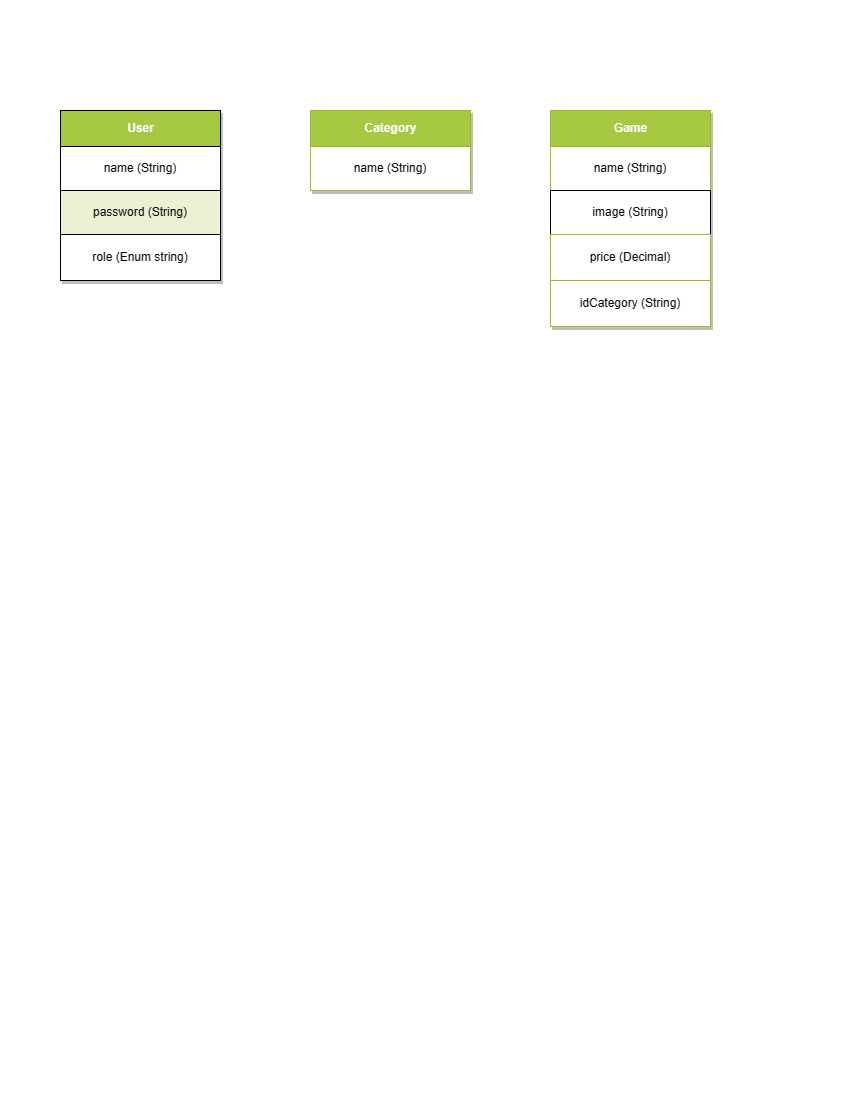 User
name (String)
password (String)
role (Enum string)
Category
name (String)
Game
name (String)
image (String)
price (Decimal)
idCategory (String)